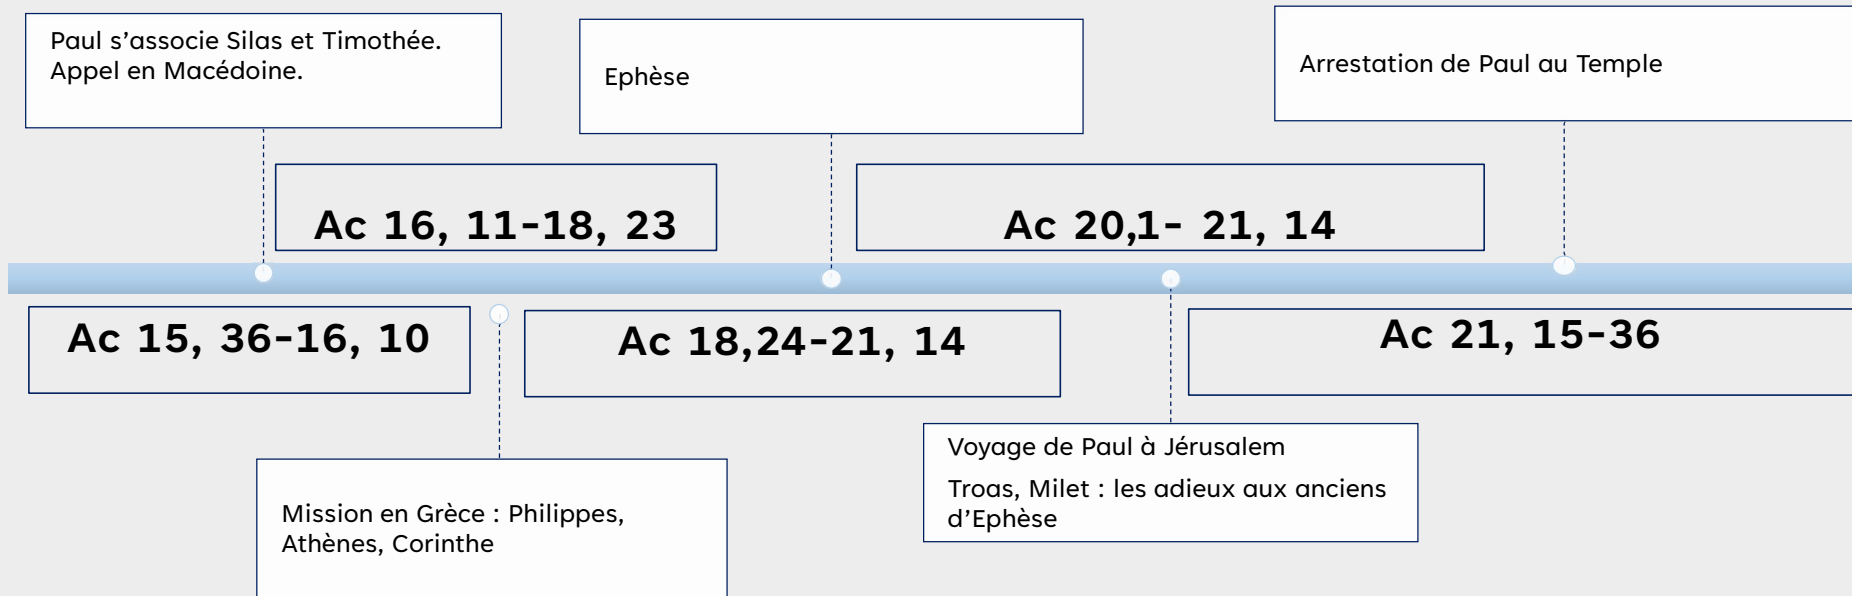 Paul s’associe Silas et Timothée.
Appel en Macédoine.
Ephèse
Arrestation de Paul au Temple
Ac 16, 11-18, 23
Ac 20,1- 21, 14
Ac 15, 36-16, 10
Ac 18,24-21, 14
Ac 21, 15-36
Mission en Grèce : Philippes,
Athènes, Corinthe
Voyage de Paul à Jérusalem
Troas, Milet : les adieux aux anciens
d’Ephèse